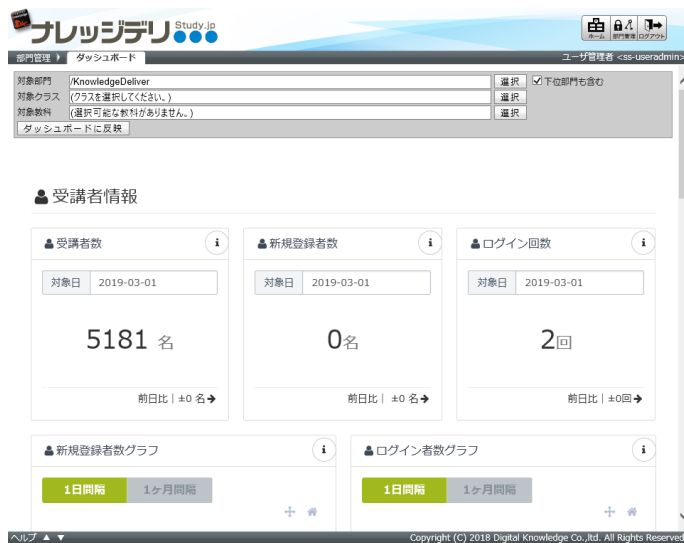 ナレッジデリ Study.jp
ホーム 部門管理 ログアウト
部門管理 ダッシュボード ユーザ管理者 <ss-useradmin>
対象部門 /KnowledgeDeliver 選択 下位部門も含む
対象クラス (クラスを選択してください。) 選択
対象教科 (選択可能な教科がありません。) 選択
ダッシュボードに反映
受講者情報
受講者数 i 新規登録者数 i ログイン回数 i
対象日 2019-03-01 対象日 2019-03-01 対象日 2019-03-01
5181 名 0名 2回
前日比 | ±0 名 前日比 | ±0 名 前日比 | ±0回
新規登録者数グラフ i ログイン者数グラフ i
1日間隔 1ヶ月間隔 1日間隔 1ヶ月間隔
ヘルプ ▲ ▼ Copyright (C) 2018 Digital Knowledge Co.,ltd. All Rights Reserved